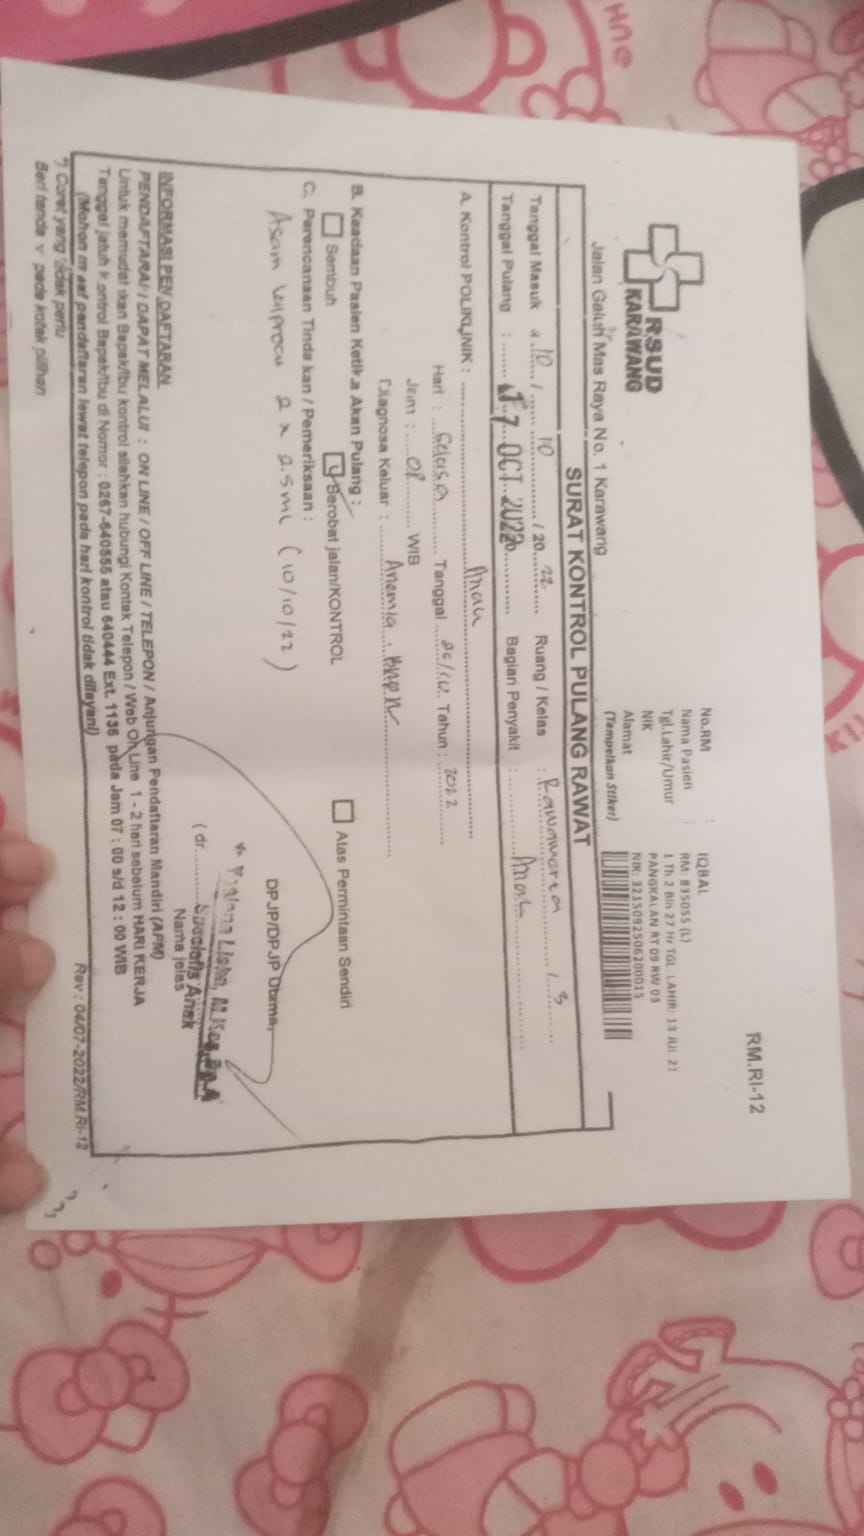 RM.RI-12
RSUD
KARAWANG
Jalan Galuh Mas Raya No. 1 Karawang
No.RM :
Nama Pasien :
Tgl.Lahir/Umur
NIK
Alamat
(Tempelkan Stiker)
IQBAL
RM: 835055 (L)
1 Th 2 Bln 27 Hr TGL. LAHIR: 13 JUL 21
PANGKALAN RT 09 RW 03
NIK: 3215092506200015
SURAT KONTROL PULANG RAWAT
Tanggal Masuk : 10 / 10 / 20 22 Ruang / Kelas : Rawamerta / 3
Tanggal Pulang : 17 OCT 2022 Bagian Penyakit : Anak
A. Kontrol POLIKLINIK : Anak
Hari : Selasa Tanggal Tahun : 2022
Jam : 08 WIB
Diagnosa Keluar : Anemia
B. Keadaan Pasien Ketika Akan Pulang :
Sembuh Berobat jalan/KONTROL Atas Permintaan Sendiri
C. Perencanaan Tindakan / Pemeriksaan :
Asam 2 x 2.5ml (10/10/22)
DPJP/DPJP Utama,
(dr.
Spesialis Anak
Nama jelas
INFORMASI PENDAFTARAN
PENDAFTARAN DAPAT MELALUI : ON LINE / OFF LINE / TELEPON / Anjungan Pendaftaran Mandiri (APM)
Untuk memudahkan Bapak/Ibu kontrol silahkan hubungi Kontak Telepon / Web On Line 1 - 2 hari sebelum HARI KERJA
Tanggal jatuh kontrol Bapak/Ibu di Nomor : 0267-640555 atau 640444 Ext. 1136 pada Jam 07 : 00 s/d 12 : 00 WIB
(Mohon maaf pendaftaran lewat telepon pada hari kontrol tidak dilayani)
*) Coret yang tidak perlu
Beri tanda v pada kotak pilihan
Rev : 04/07-2022/RM.RI-12